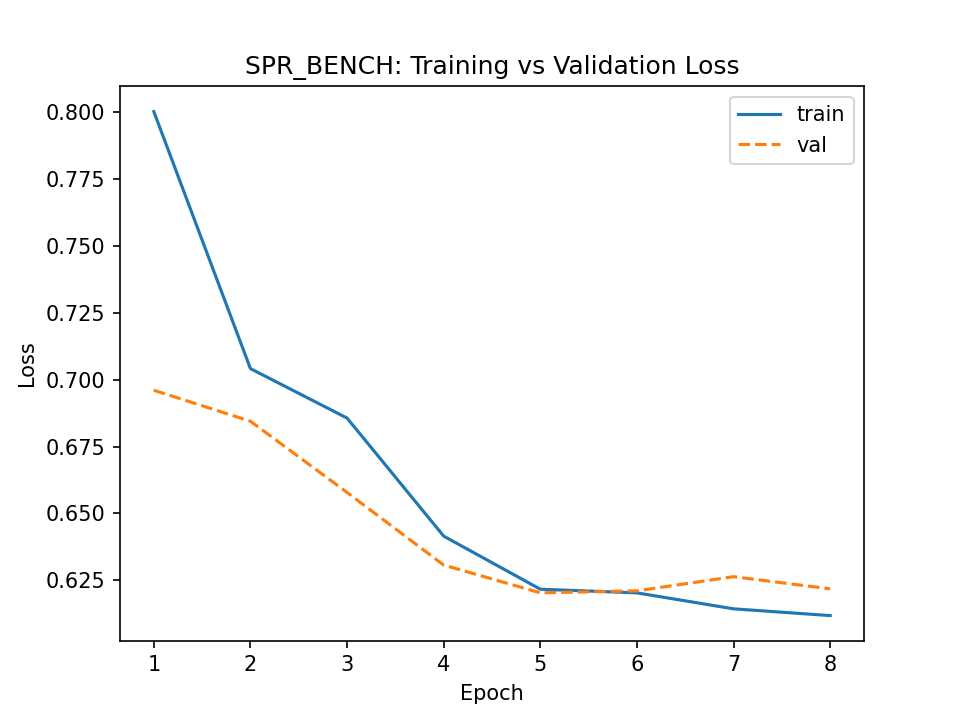 SPR_BENCH: Training vs Validation Loss
train
val
Loss
0.800
0.775
0.750
0.725
0.700
0.675
0.650
0.625
1 2 3 4 5 6 7 8
Epoch